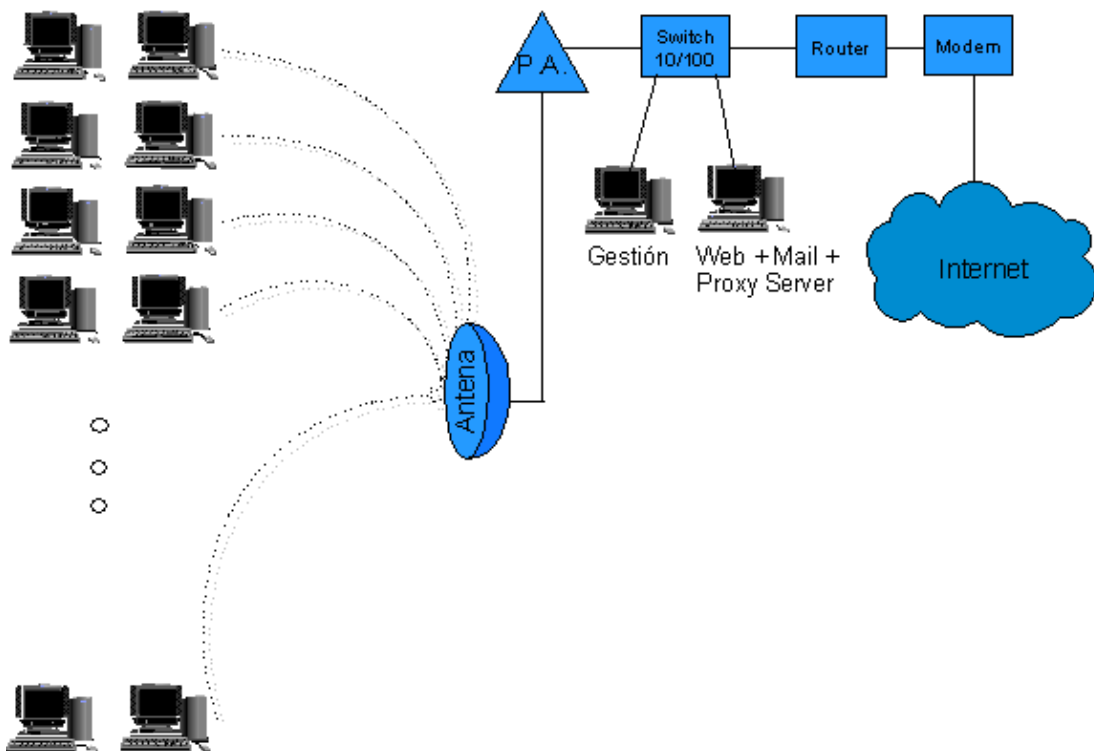 P.A.
Switch
10/100
Router
Modem
Gestión
Web + Mail +
Proxy Server
Internet
Antena